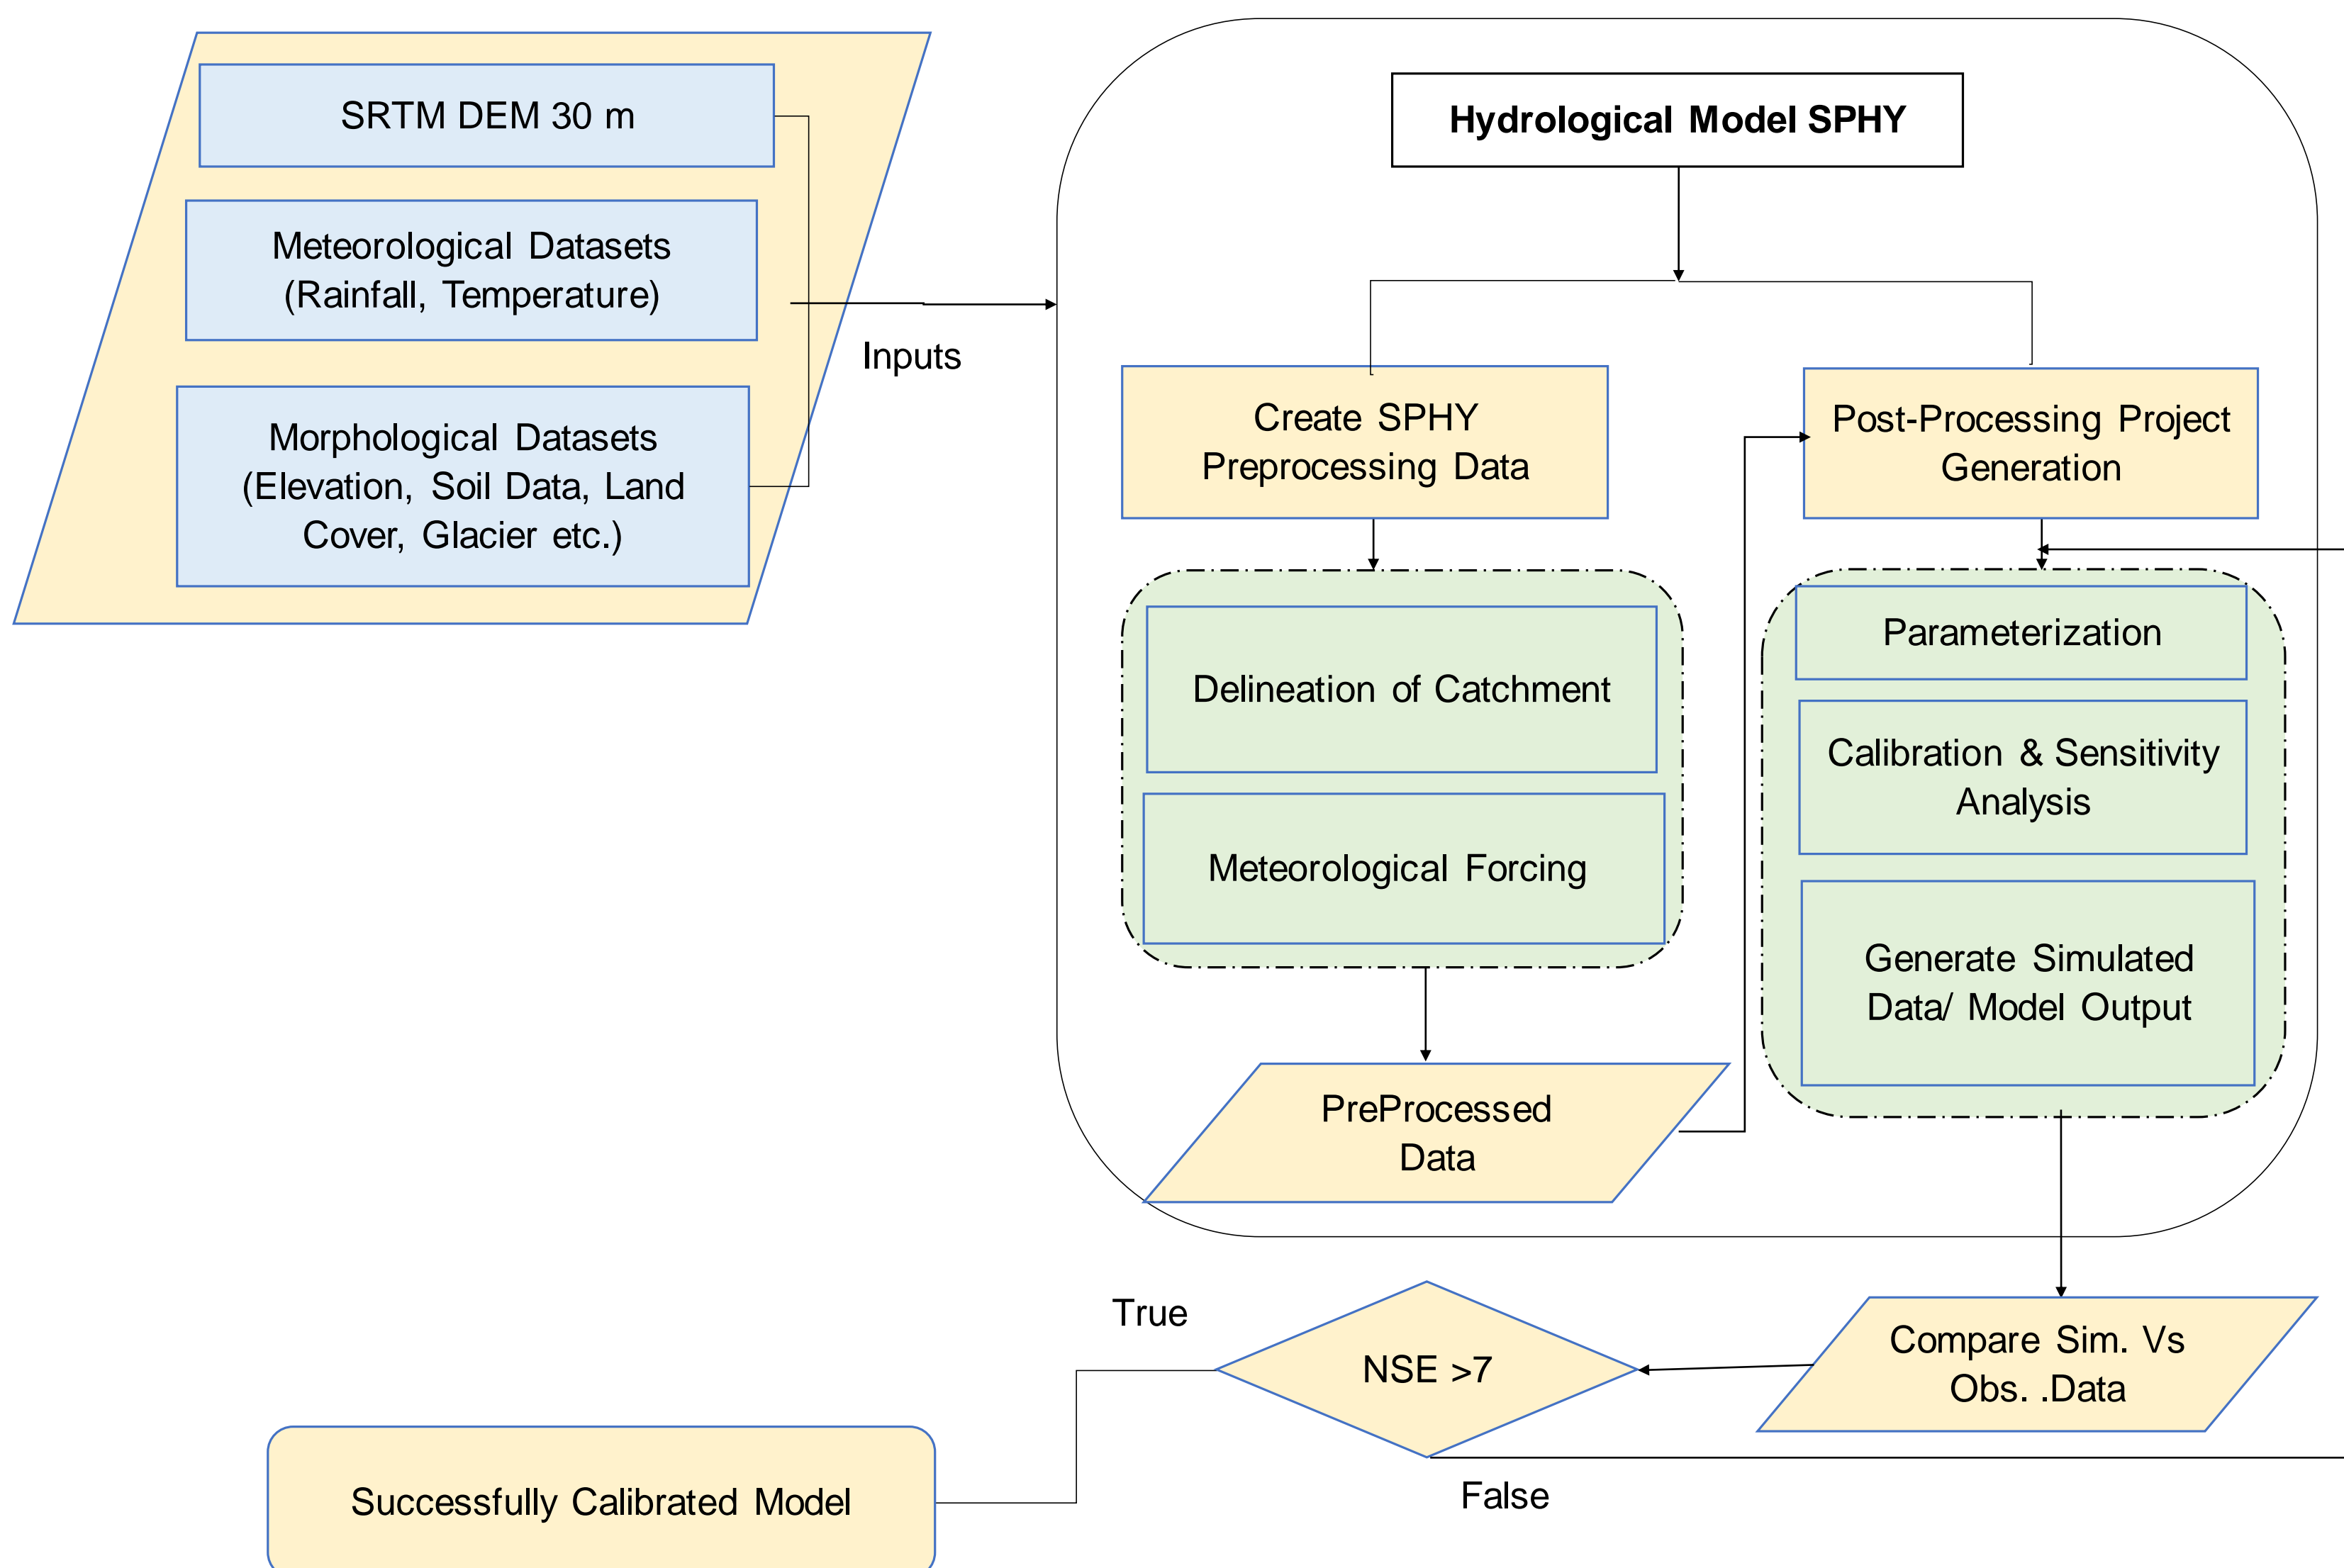 SRTM DEM 30 m
Meteorological Datasets
(Rainfall, Temperature)
Morphological Datasets
(Elevation, Soil Data, Land
Cover, Glacier etc.)
Inputs
Hydrological Model SPHY
Create SPHY
Preprocessing Data
Delineation of Catchment
Meteorological Forcing
PreProcessed
Data
Post-Processing Project
Generation
Parameterization
Calibration & Sensitivity
Analysis
Generate Simulated
Data/ Model Output
Compare Sim. Vs
Obs. .Data
NSE >7
True
False
Successfully Calibrated Model